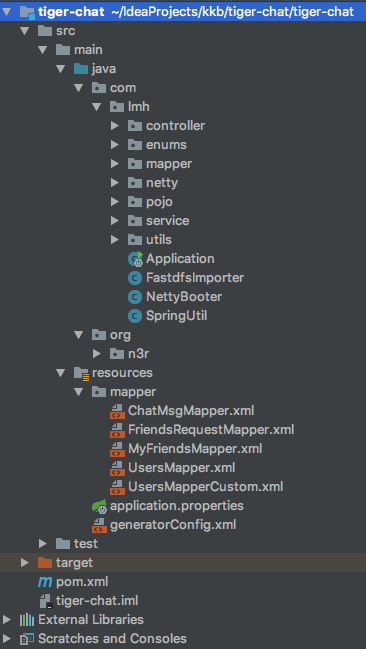 tiger-chat ~/IdeaProjects/kkb/tiger-chat/tiger-chat
src
main
java
com
lmh
controller
enums
mapper
netty
pojo
service
utils
Application
FastdfsImporter
NettyBooter
SpringUtil
org
n3r
resources
mapper
ChatMsgMapper.xml
FriendsRequestMapper.xml
MyFriendsMapper.xml
UsersMapper.xml
UsersMapperCustom.xml
application.properties
generatorConfig.xml
test
target
pom.xml
tiger-chat.iml
External Libraries
Scratches and Consoles